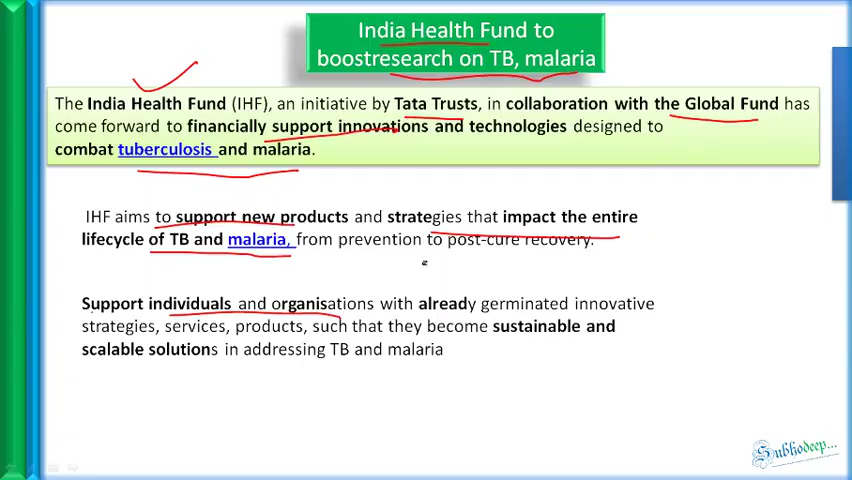 India Health Fund to
boostresearch on TB, malaria
The India Health Fund (IHF), an initiative by Tata Trusts, in collaboration with the Global Fund has
come forward to financially support innovations and technologies designed to
combat tuberculosis and malaria.
IHF aims to support new products and strategies that impact the entire
lifecycle of TB and malaria, from prevention to post-cure recovery.
Support individuals and organisations with already germinated innovative
strategies, services, products, such that they become sustainable and
scalable solutions in addressing TB and malaria
Subhodeep...